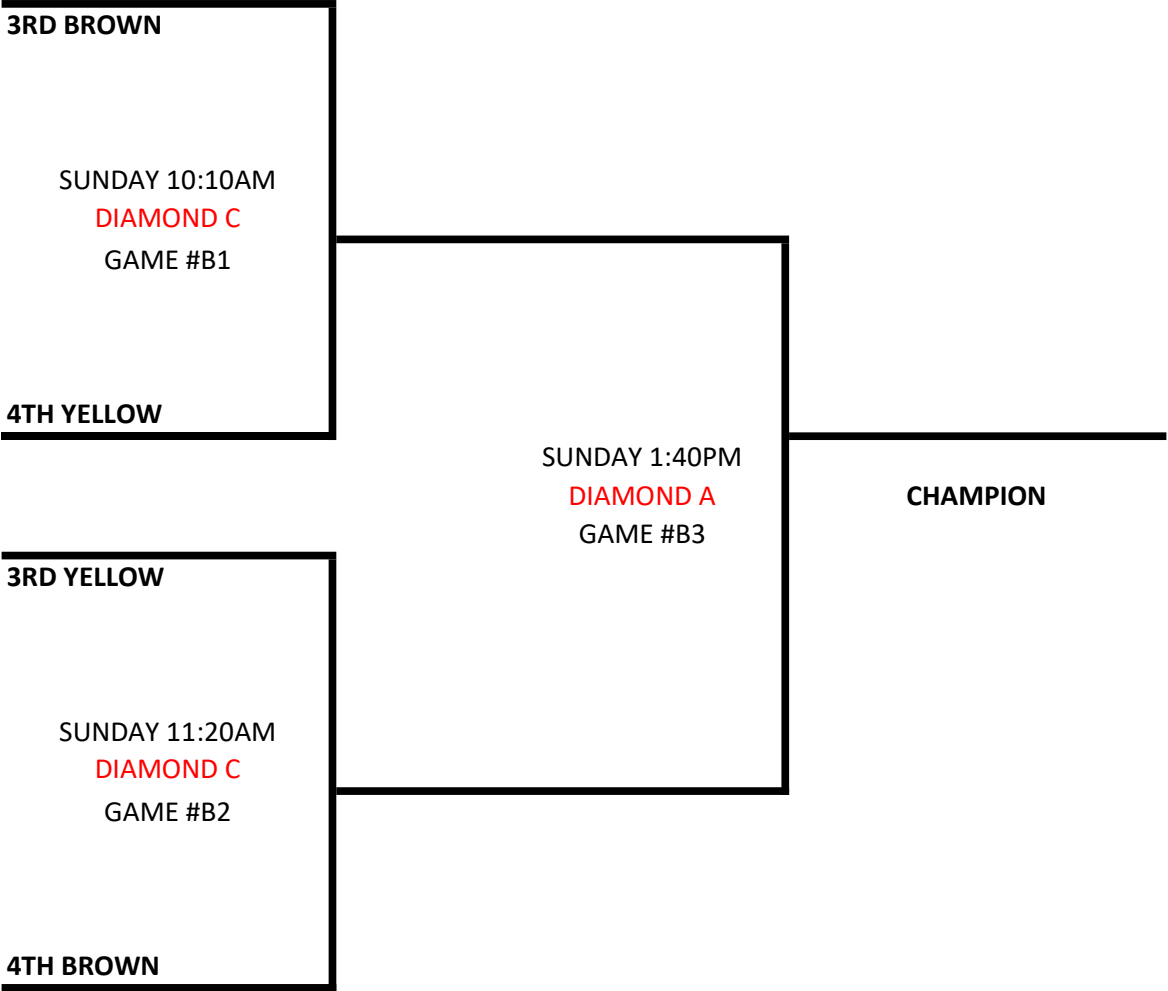 3RD BROWN
SUNDAY 10:10AM
DIAMOND C
GAME #B1
4TH YELLOW
SUNDAY 1:40PM
DIAMOND A
GAME #B3
CHAMPION
3RD YELLOW
SUNDAY 11:20AM
DIAMOND C
GAME #B2
4TH BROWN